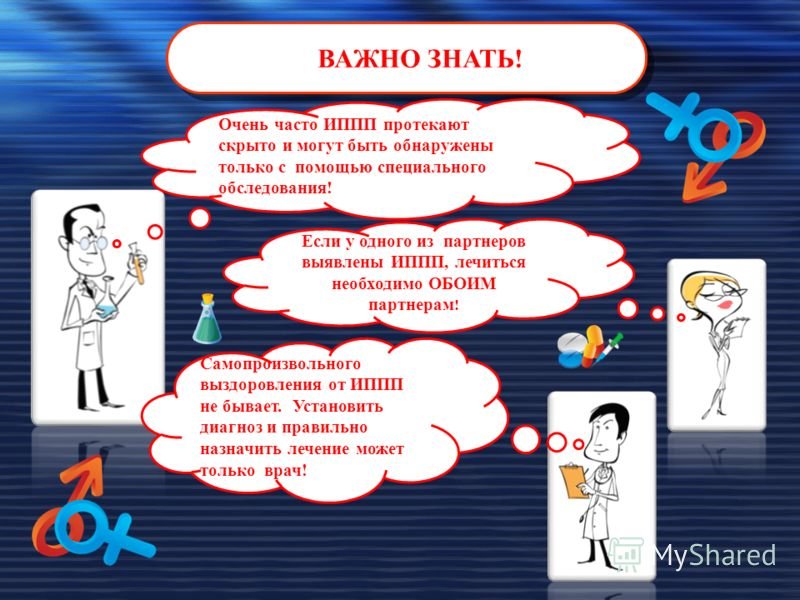 ВАЖНО ЗНАТЬ!
Очень часто ИППП протекают
скрыто и могут быть обнаружены
только с помощью специального
обследования!
Если у одного из партнеров
выявлены ИППП, лечиться
необходимо ОБОИМ
партнерам!
Самопроизвольного
выздоровления от ИППП
не бывает. Установить
диагноз и правильно
назначить лечение может
только врач!
MyShared